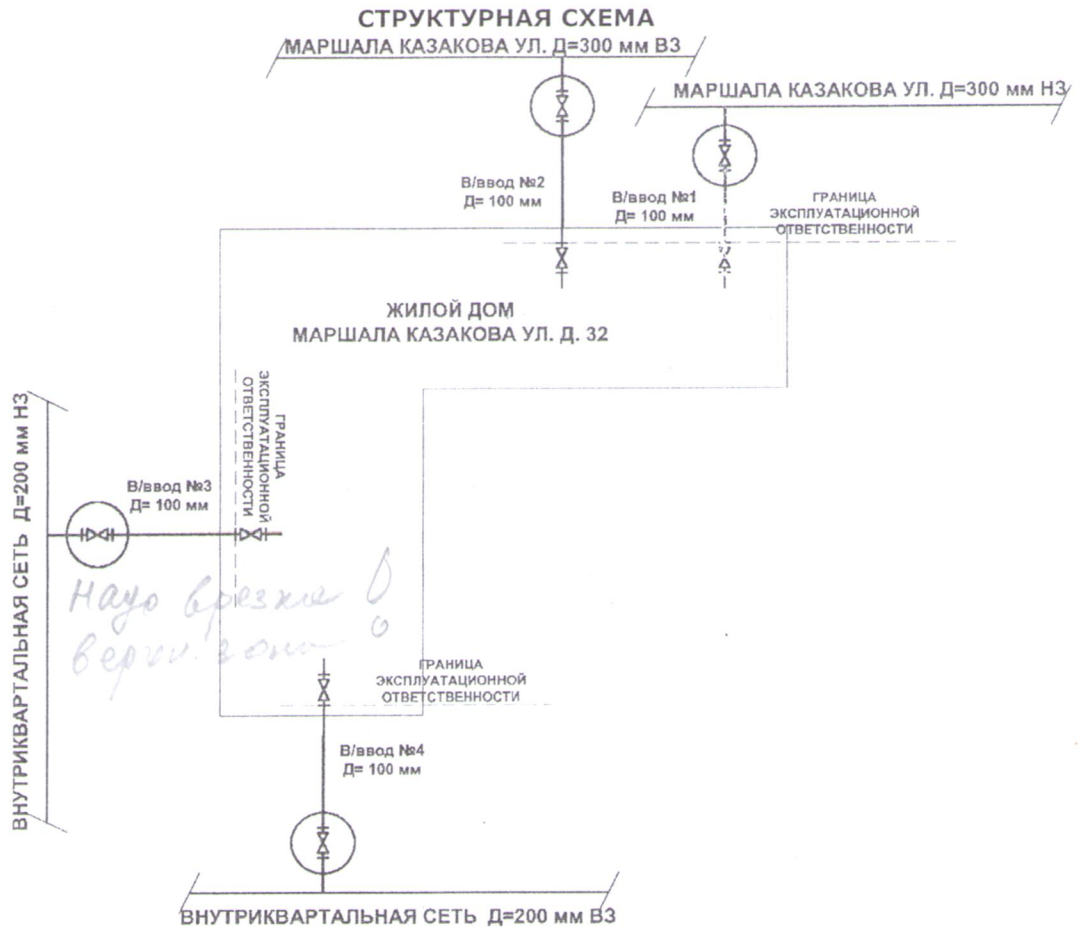 СТРУКТУРНАЯ СХЕМА
МАРШАЛА КАЗАКОВА УЛ. Д=300 мм ВЗ
МАРШАЛА КАЗАКОВА УЛ. Д=300 мм НЗ
В/ввод №2
Д= 100 мм
В/ввод №1
Д= 100 мм
ГРАНИЦА
ЭКСПЛУАТАЦИОННОЙ
ОТВЕТСТВЕННОСТИ
ЖИЛОЙ ДОМ
МАРШАЛА КАЗАКОВА УЛ. Д. 32
ГРАНИЦА
ЭКСПЛУАТАЦИОННОЙ
ОТВЕТСТВЕННОСТИ
ВНУТРИКВАРТАЛЬНАЯ СЕТЬ Д=200 мм НЗ
В/ввод №3
Д= 100 мм
Надо врезка
верхн. зона
ГРАНИЦА
ЭКСПЛУАТАЦИОННОЙ
ОТВЕТСТВЕННОСТИ
В/ввод №4
Д= 100 мм
ВНУТРИКВАРТАЛЬНАЯ СЕТЬ Д=200 мм ВЗ